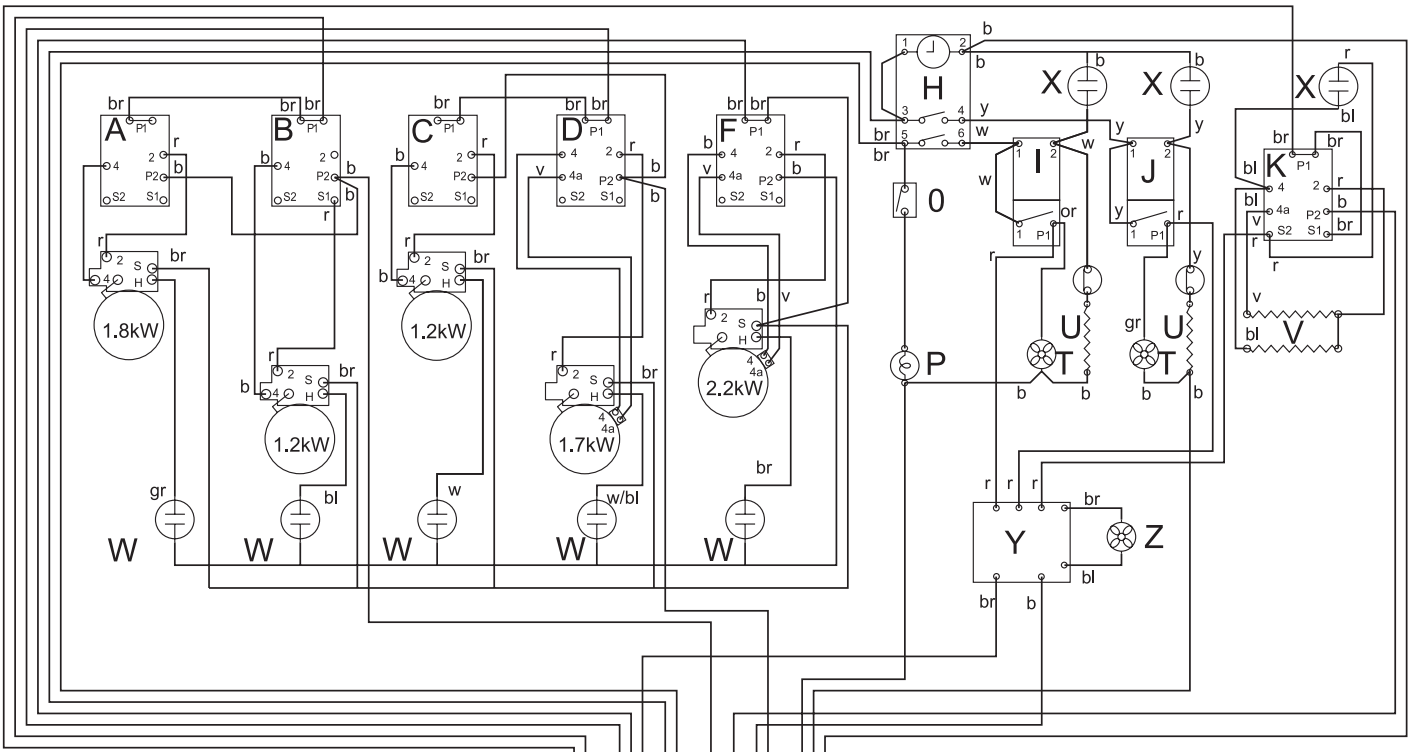 b
1 2
b b b r
H X X X
br br br br br br br br
A P1 B P1 C P1 D P1 F P1
3 4 y
5 6 w
br br
bl
y w y y
r r r r
b 4 2 b 4 2 b 4 2 b 4 2 b 4 2
v 4a v 4a
P2 b P2 b P2 b P2 b P2 b
S2 S1 S2 S1 S2 S1 S2 S1 S2 S1
r
1 I 2 1 J 2
K P1 br
bl 4 2 r
bl 4a P2 b
v S2 S1 br
r r
0
w or y r
1 P1 1 P1
r
r 2 S br
b 4 H
1.8kW
r 2 S br
b 4 H
1.2kW
r 2 S br
b 4 H
1.2kW
r 2 S br
H
4
4a
1.7kW
b v
r 2 S
H
4
4a
2.2kW
y
U gr U
P T T
b b b b
v
bl V
gr bl w w/bl br
W W W W W
r r r br
Y Z
bl
br b